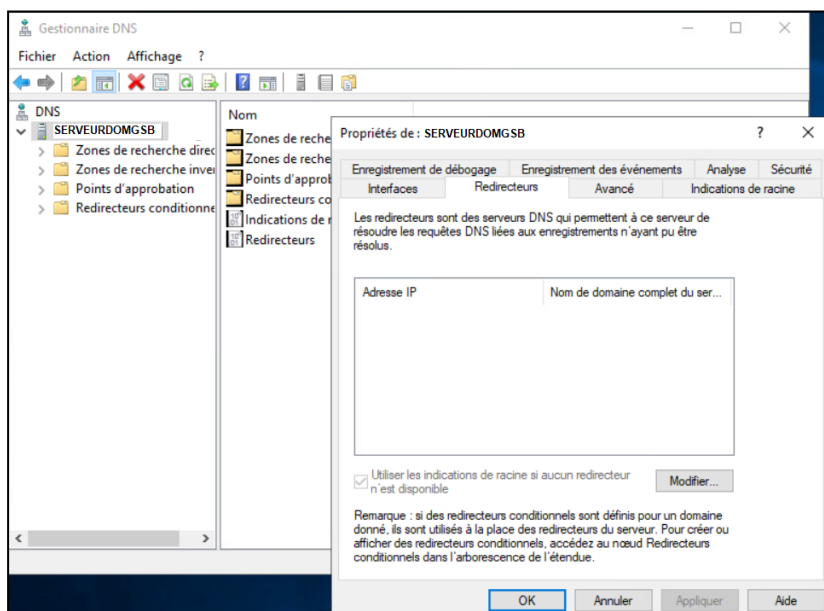 Gestionnaire DNS
Fichier Action Affichage ?
DNS
SERVEURDOMGSB
Zones de recherche direc
Zones de recherche inve
Points d'approbation
Redirecteurs conditionne
Nom
Zones de reche
Zones de reche
Points d'approl
Redirecteurs co
Indications de r
Redirecteurs
Propriétés de : SERVEURDOMGSB ?
Enregistrement de débogage Enregistrement des événements Analyse Sécurité
Interfaces Redirecteurs Avancé Indications de racine
Les redirecteurs sont des serveurs DNS qui permettent à ce serveur de
résoudre les requêtes DNS liées aux enregistrements n'ayant pu être
résolus.
Adresse IP Nom de domaine complet du ser...
Utiliser les indications de racine si aucun redirecteur
n'est disponible
Modifier...
Remarque : si des redirecteurs conditionnels sont définis pour un domaine
donné, ils sont utilisés à la place des redirecteurs du serveur. Pour créer ou
afficher des redirecteurs conditionnels, accédez au nœud Redirecteurs
conditionnels dans l'arborescence de l'étendue.
OK Annuler Appliquer Aide